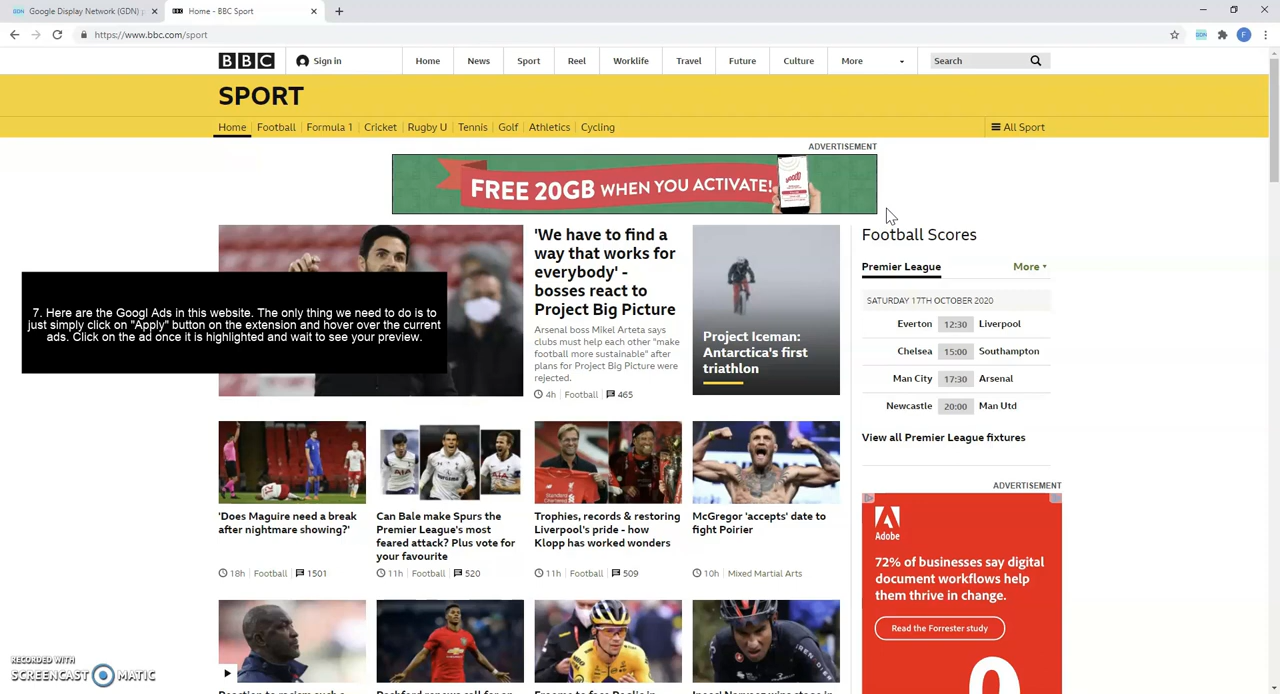 Google Display Network (GDN)
Home - BBC Sport
https://www.bbc.com/sport
F
BBC
Sign in
Home
News
Sport
Reel
Worklife
Travel
Future
Culture
More
Search
SPORT
Home
Football
Formula 1
Cricket
Rugby U
Tennis
Golf
Athletics
Cycling
All Sport
ADVERTISEMENT
FREE 20GB WHEN YOU ACTIVATE!
7. Here are the Googl Ads in this website. The only thing we need to do is to
just simply click on "Apply" button on the extension and hover over the current
ads. Click on the ad once it is highlighted and wait to see your preview.
'We have to find a
way that works for
everybody' -
bosses react to
Project Big Picture
Arsenal boss Mikel Arteta says
clubs must help each other "make
football more sustainable" after
plans for Project Big Picture were
rejected.
4h
Football
465
Project Iceman:
Antarctica's first
triathlon
Football Scores
Premier League
More
SATURDAY 17TH OCTOBER 2020
Everton 12:30 Liverpool
Chelsea 15:00 Southampton
Man City 17:30 Arsenal
Newcastle 20:00 Man Utd
View all Premier League fixtures
'Does Maguire need a break
after nightmare showing?'
18h
Football
1501
Can Bale make Spurs the
Premier League's most
feared attack? Plus vote for
your favourite
11h
Football
520
Trophies, records & restoring
Liverpool's pride - how
Klopp has worked wonders
11h
Football
509
McGregor 'accepts' date to
fight Poirier
10h
Mixed Martial Arts
ADVERTISEMENT
Adobe
72% of businesses say digital
document workflows help
them thrive in change.
Read the Forrester study
RECORDED WITH
SCREENCAST MATIC